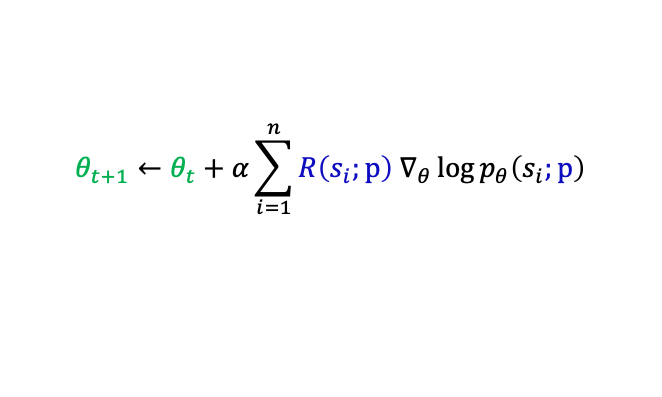 θ_{t+1} ← θ_t + α ∑_{i=1}^{n} R(s_i; p) ∇_θ log p_θ(s_i; p)